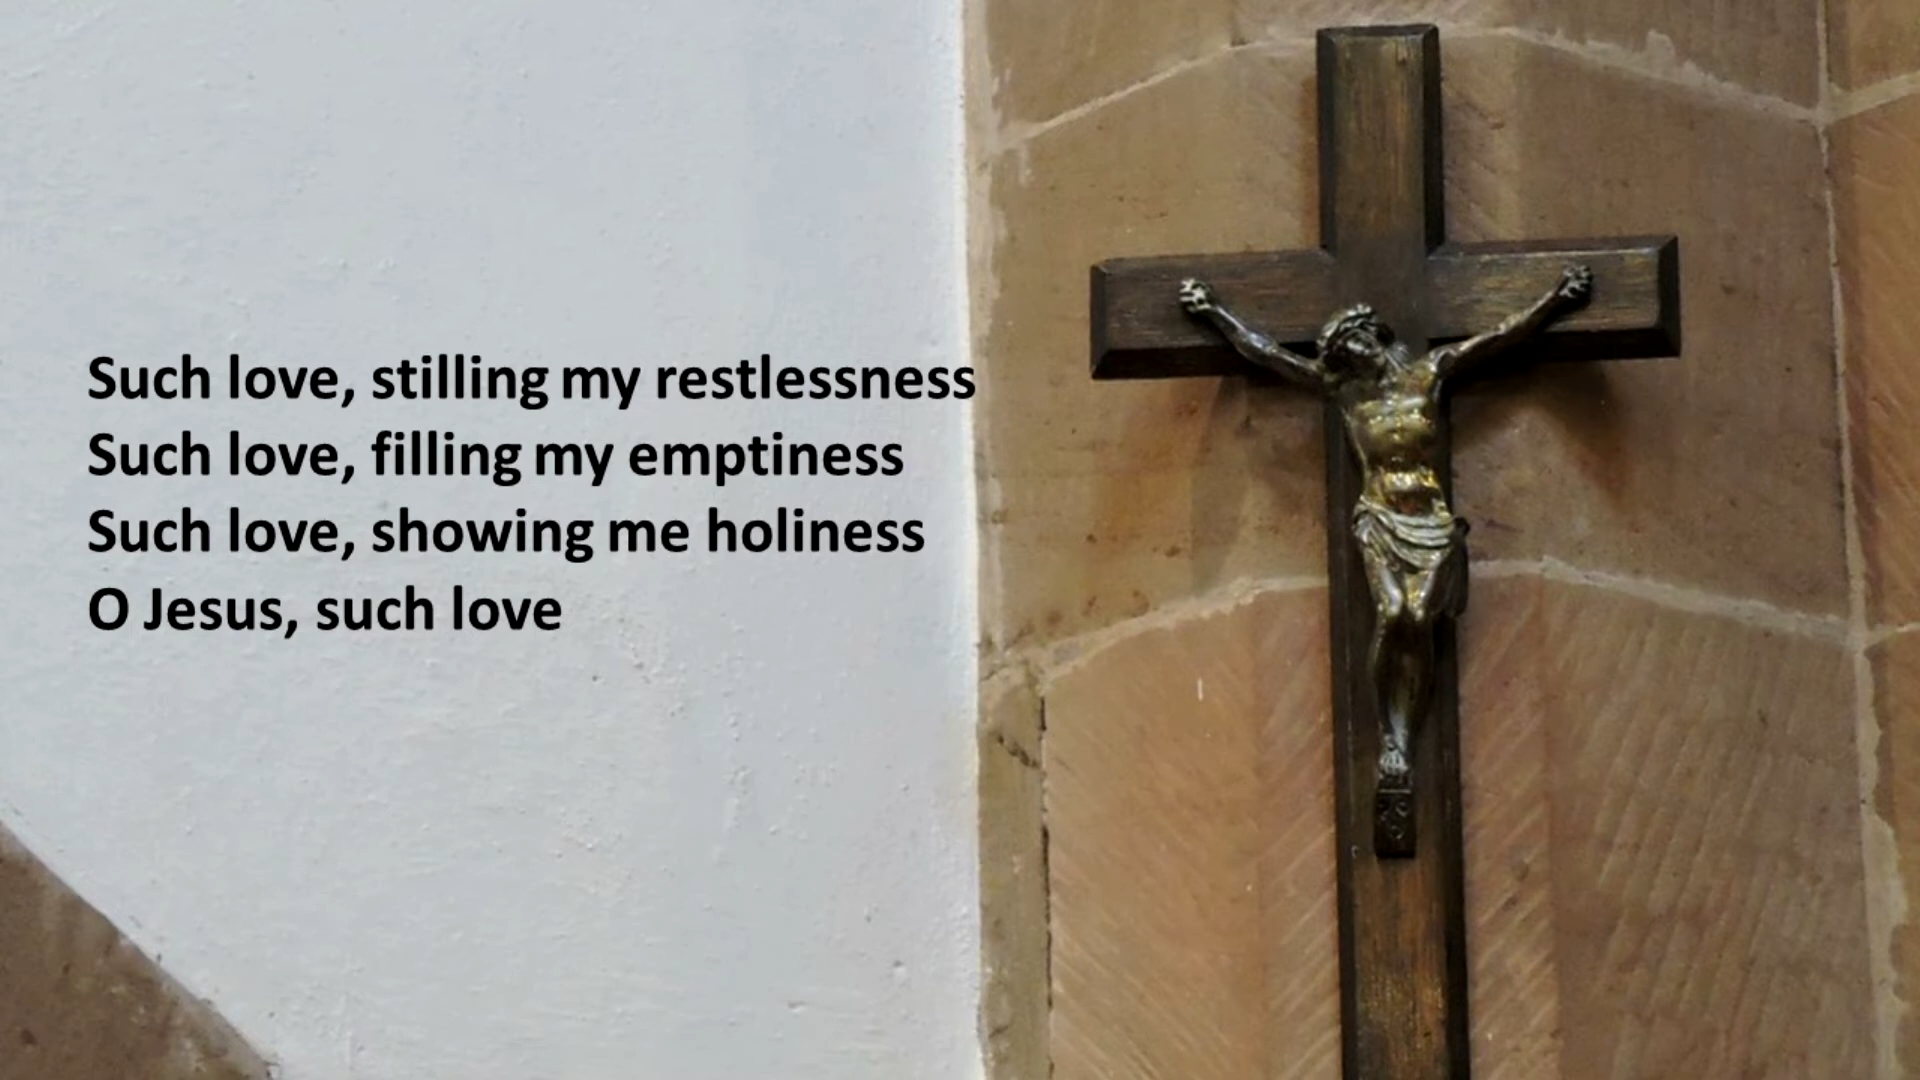 Such love, stilling my restlessness
Such love, filling my emptiness
Such love, showing me holiness
O Jesus, such love